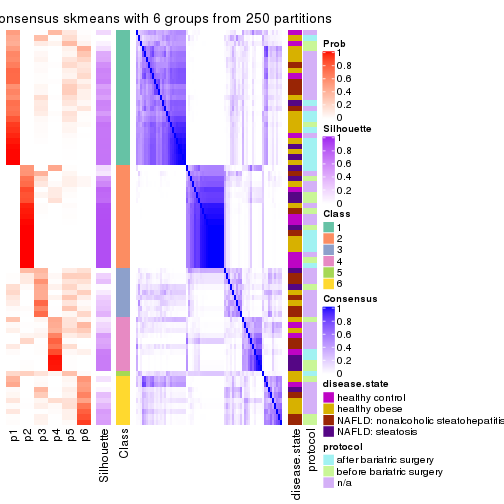 onsensus skmeans with 6 groups from 250 partitions
Prob
1
0.8
0.6
0.4
0.2
0
Silhouette
1
0.8
0.6
0.4
0.2
0
Class
1
2
3
4
5
6
Consensus
1
0.8
0.6
0.4
0.2
0
disease.state
healthy control
healthy obese
NAFLD: nonalcoholic steatohepatitis
NAFLD: steatosis
protocol
after bariatric surgery
before bariatric surgery
n/a
p1
p2
p3
p4
p5
p6
Silhouette
Class
disease.state
protocol